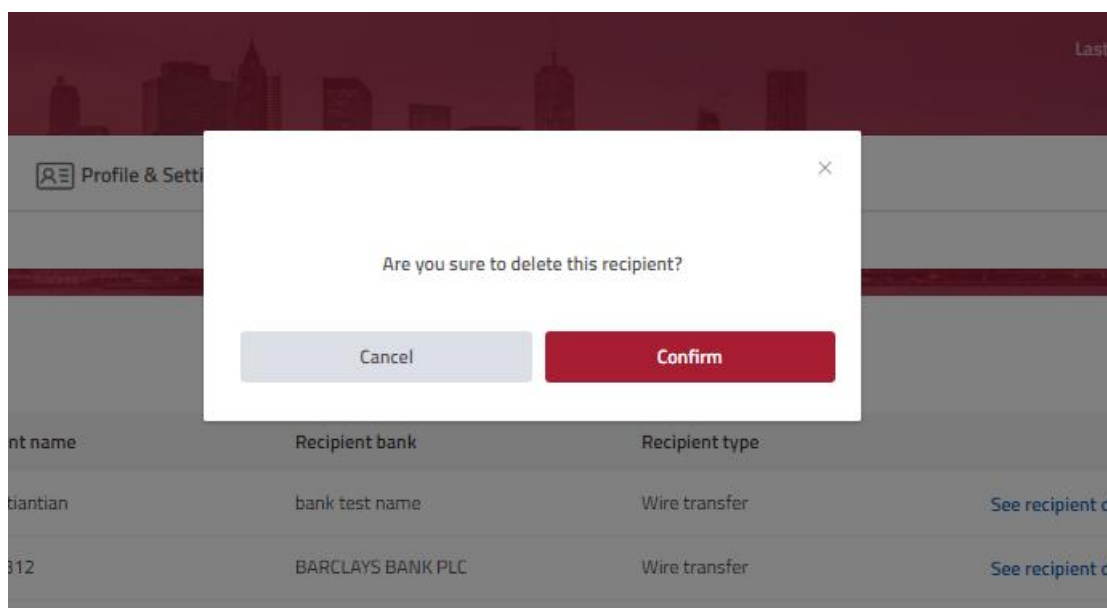 Last
Profile & Setti
Are you sure to delete this recipient?
Cancel Confirm
nt name Recipient bank Recipient type
tiantian bank test name Wire transfer See recipient
312 BARCLAYS BANK PLC Wire transfer See recipient